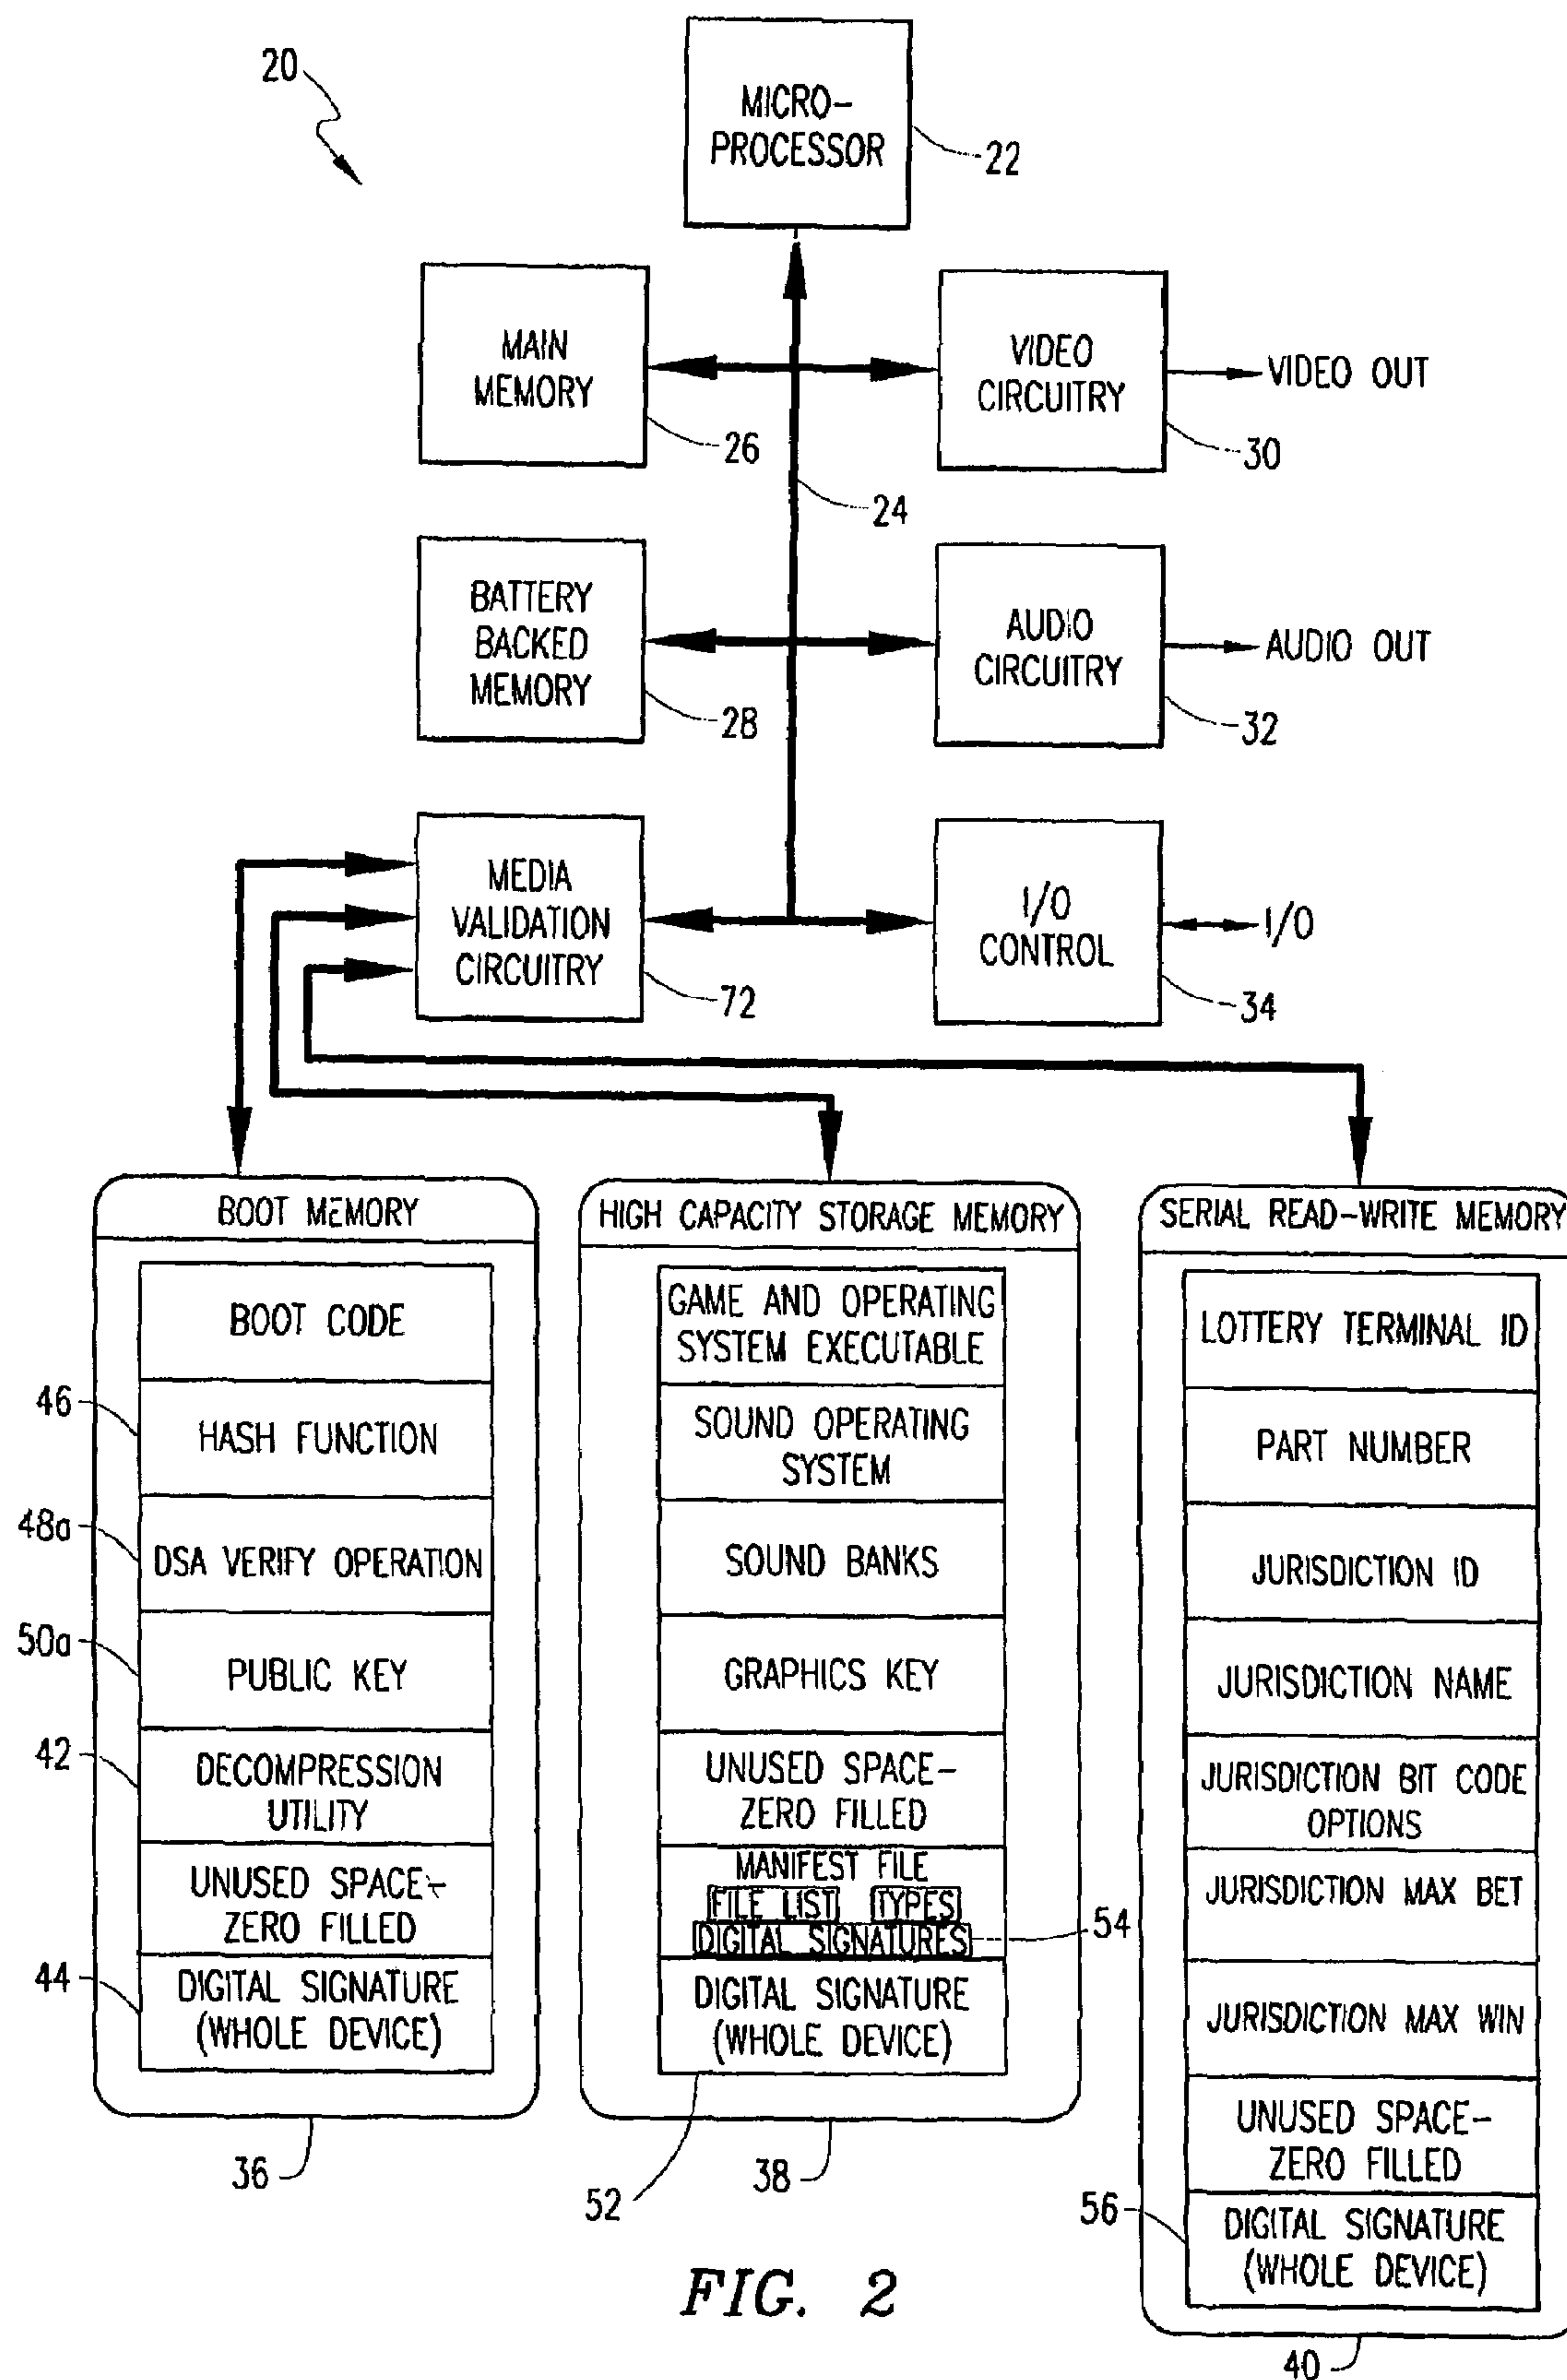 20
MICRO-
PROCESSOR
22
MAIN
MEMORY
26
VIDEO
CIRCUITRY
VIDEO OUT
30
24
BATTERY
BACKED
MEMORY
28
AUDIO
CIRCUITRY
AUDIO OUT
32
MEDIA
VALIDATION
CIRCUITRY
72
I/O
CONTROL
I/O
34
BOOT MEMORY
BOOT CODE
46
HASH FUNCTION
48a
DSA VERIFY OPERATION
50a
PUBLIC KEY
42
DECOMPRESSION
UTILITY
UNUSED SPACE-
ZERO FILLED
44
DIGITAL SIGNATURE
(WHOLE DEVICE)
36
HIGH CAPACITY STORAGE MEMORY
GAME AND OPERATING
SYSTEM EXECUTABLE
SOUND OPERATING
SYSTEM
SOUND BANKS
GRAPHICS KEY
UNUSED SPACE-
ZERO FILLED
MANIFEST FILE
FILE LIST TYPES
DIGITAL SIGNATURES
54
DIGITAL SIGNATURE
(WHOLE DEVICE)
52
38
SERIAL READ-WRITE MEMORY
LOTTERY TERMINAL ID
PART NUMBER
JURISDICTION ID
JURISDICTION NAME
JURISDICTION BIT CODE
OPTIONS
JURISDICTION MAX BET
JURISDICTION MAX WIN
UNUSED SPACE-
ZERO FILLED
56
DIGITAL SIGNATURE
(WHOLE DEVICE)
40
FIG. 2